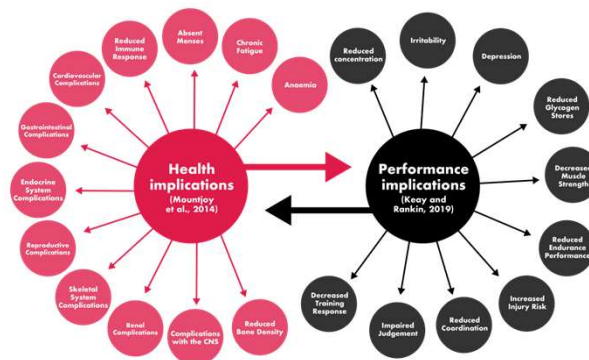 Absent
Menses
Chronic
Fatigue
Anaemia
Reduced
Immune
Response
Cardiovascular
Complications
Gastrointestinal
Complications
Endocrine System
Complications
Reproductive
Complications
Skeletal
System
Complications
Renal
Complications
Complications
with the CNS
Reduced
Bone Density
Health
implications
(Mountjoy
et al., 2014)
Performance
implications
(Keay and
Rankin, 2019)
Reduced
concentration
Irritability
Depression
Reduced
Glycogen
Stores
Decreased
Muscle
Strength
Reduced
Endurance
Performance
Increased
Injury Risk
Reduced
Coordination
Impaired
Judgement
Decreased
Training
Response